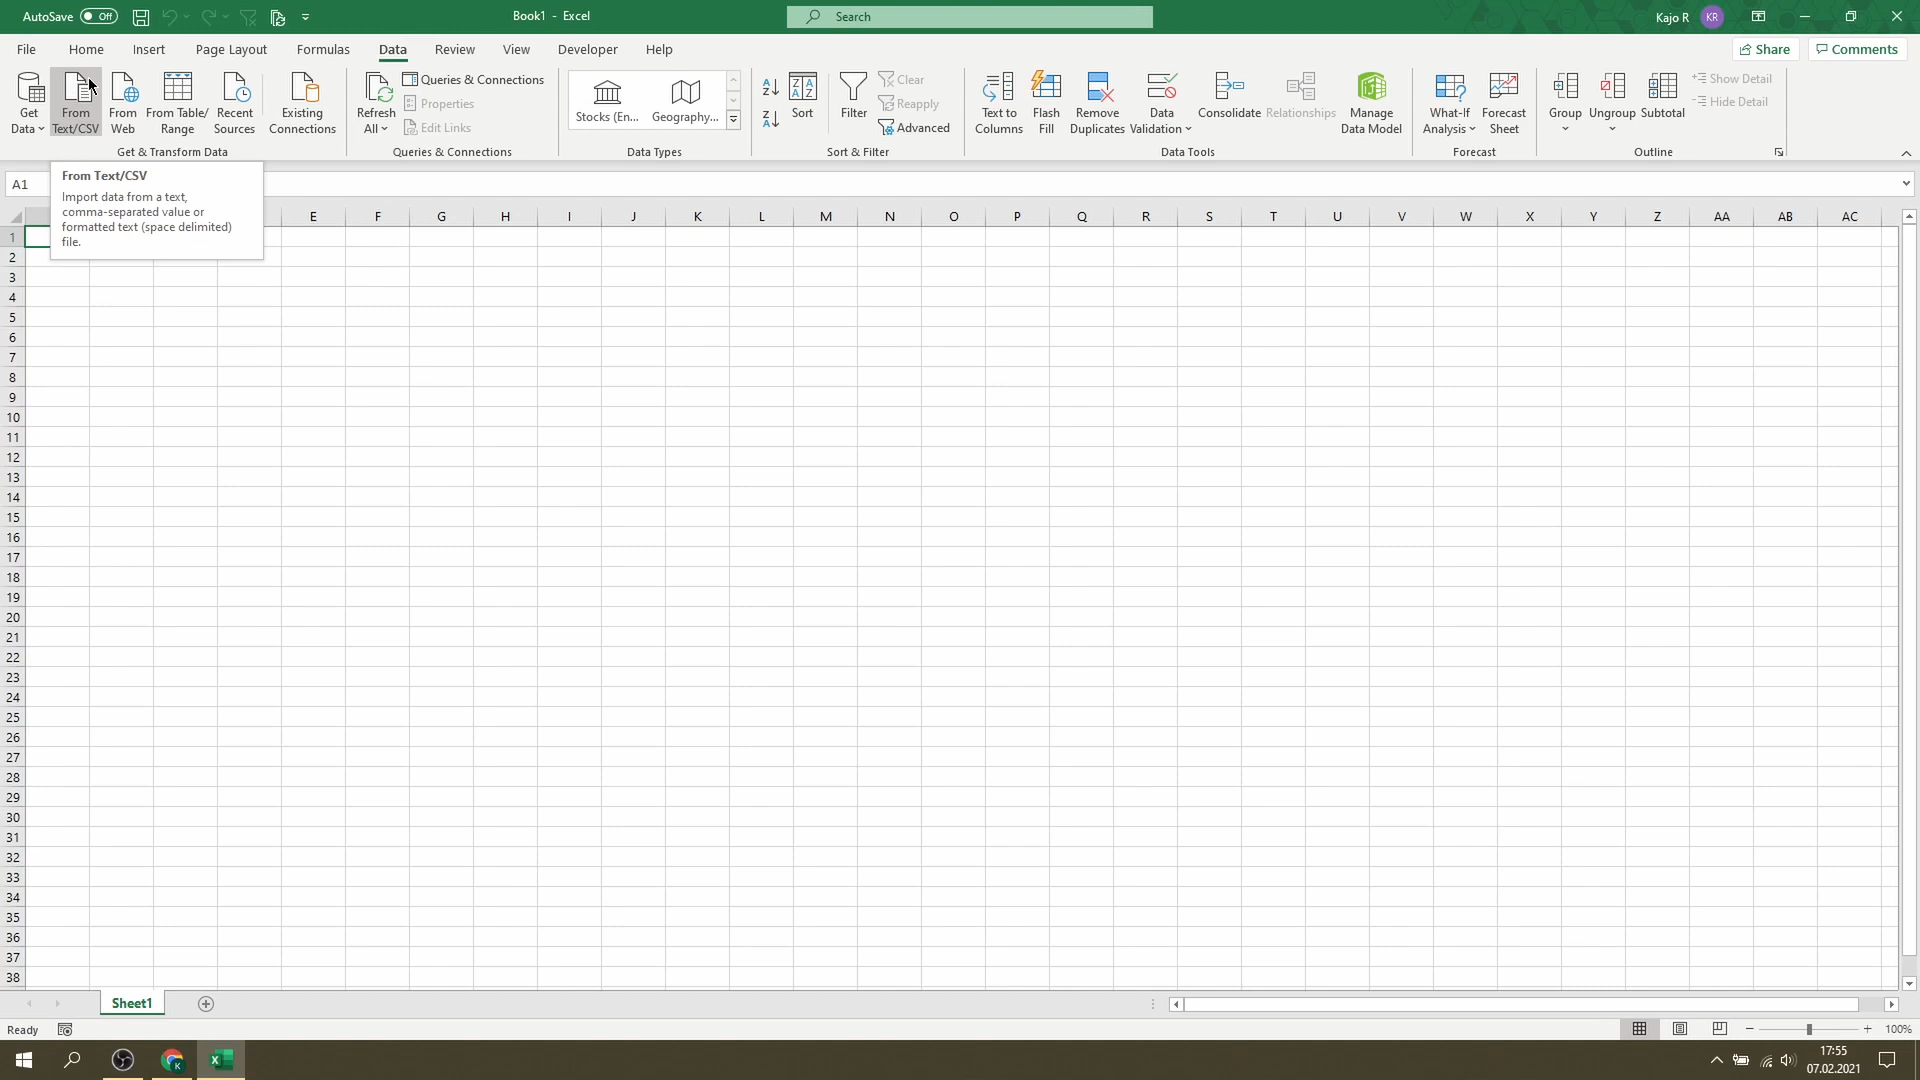 AutoSave Off
Book1 - Excel
Search
Kajo R KR
File Home Insert Page Layout Formulas Data Review View Developer Help
Share Comments
Get Data
From Text/CSV
From Web
From Table/ Range
Recent Sources
Existing Connections
Get & Transform Data
Refresh All
Queries & Connections
Properties
Edit Links
Queries & Connections
Stocks (En...
Geography...
Data Types
Sort
Filter
Clear
Reapply
Advanced
Sort & Filter
Text to Columns
Flash Fill
Remove Duplicates
Data Validation
Consolidate
Relationships
Manage Data Model
Data Tools
What-If Analysis
Forecast Sheet
Forecast
Group
Ungroup
Subtotal
Show Detail
Hide Detail
Outline
A1
From Text/CSV
Import data from a text,
comma-separated value or
formatted text (space delimited)
file.
E F G H I J K L M N O P Q R S T U V W X Y Z AA AB AC
1
2
3
4
5
6
7
8
9
10
11
12
13
14
15
16
17
18
19
20
21
22
23
24
25
26
27
28
29
30
31
32
33
34
35
36
37
38
Sheet1
Ready
100%
17:55
07.02.2021